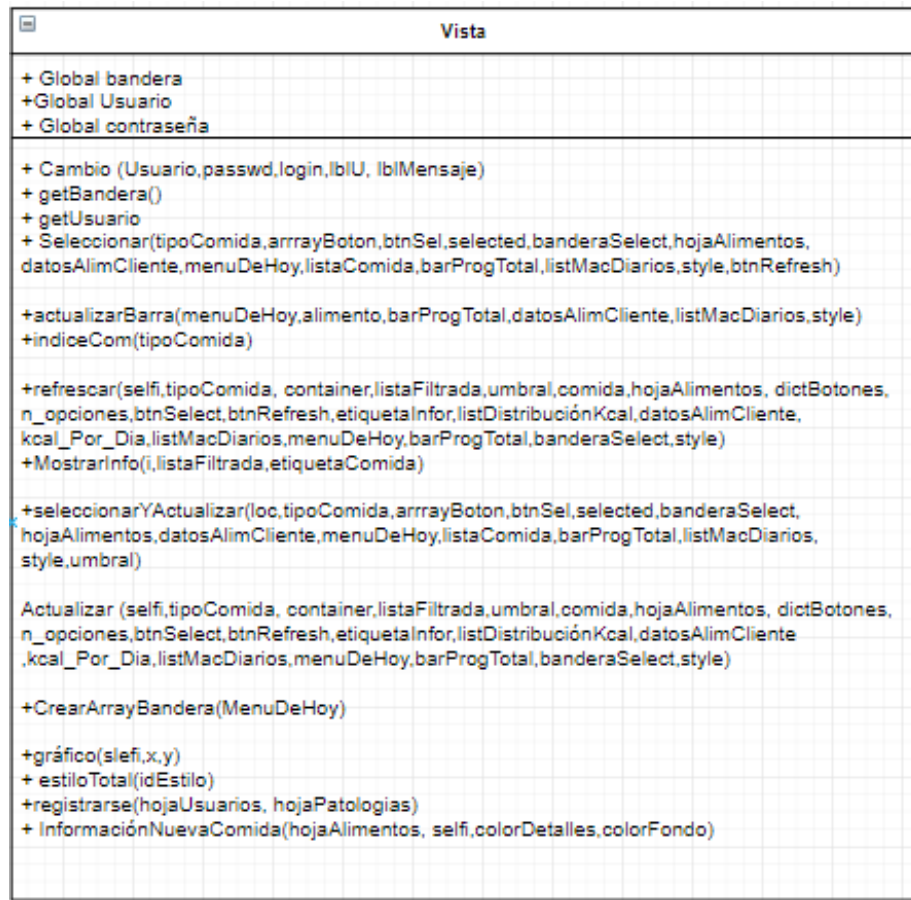 Vista
+ Global bandera
+Global Usuario
+ Global contraseña
+ Cambio (Usuario,passwd,login,lblU, lblMensaje)
+ getBandera()
+ getUsuario
+ Seleccionar(tipoComida,arrrayBoton,btnSel,selected,banderaSelect,hojaAlimentos,
datosAlimCliente,menuDeHoy,listaComida,barProgTotal,listMacDiarios,style,btnRefresh)
+actualizarBarra(menuDeHoy,alimento,barProgTotal,datosAlimCliente,listMacDiarios,style)
+indiceCom(tipoComida)
+refrescar(selfi,tipoComida, container,listaFiltrada,umbral,comida,hojaAlimentos, dictBotones,
n_opciones,btnSelect,btnRefresh,etiquetaInfor,listDistribuciónKcal,datosAlimCliente,
kcal_Por_Dia,listMacDiarios,menuDeHoy,barProgTotal,banderaSelect,style)
+MostrarInfo(i,listaFiltrada,etiquetaComida)
+seleccionarYActualizar(loc,tipoComida,arrrayBoton,btnSel,selected,banderaSelect,
hojaAlimentos,datosAlimCliente,menuDeHoy,listaComida,barProgTotal,listMacDiarios,
style,umbral)
Actualizar (selfi,tipoComida, container,listaFiltrada,umbral,comida,hojaAlimentos, dictBotones,
n_opciones,btnSelect,btnRefresh,etiquetaInfor,listDistribuciónKcal,datosAlimCliente
,kcal_Por_Dia,listMacDiarios,menuDeHoy,barProgTotal,banderaSelect,style)
+CrearArrayBandera(MenuDeHoy)
+gráfico(slefi,x,y)
+ estiloTotal(idEstilo)
+registrarse(hojaUsuarios, hojaPatologias)
+ InformaciónNuevaComida(hojaAlimentos, selfi,colorDetalles,colorFondo)